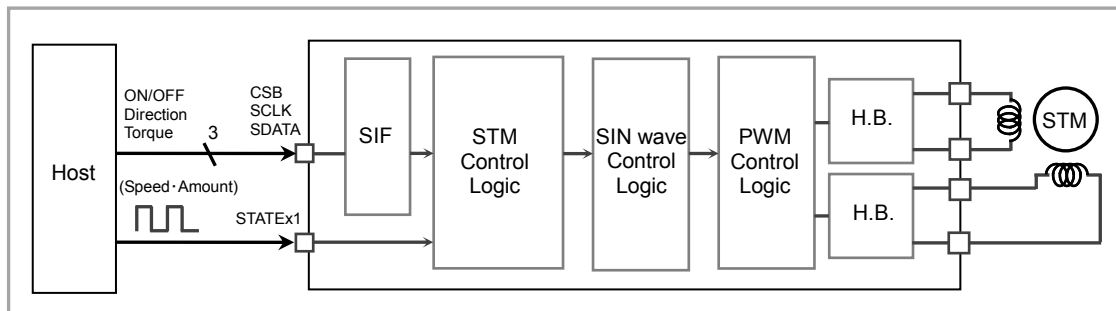 Host
ON/OFF
Direction
Torque
3
CSB
SCLK
SDATA
(Speed・Amount)
STATEx1
SIF
STM
Control
Logic
SIN wave
Control
Logic
PWM
Control
Logic
H.B.
H.B.
STM